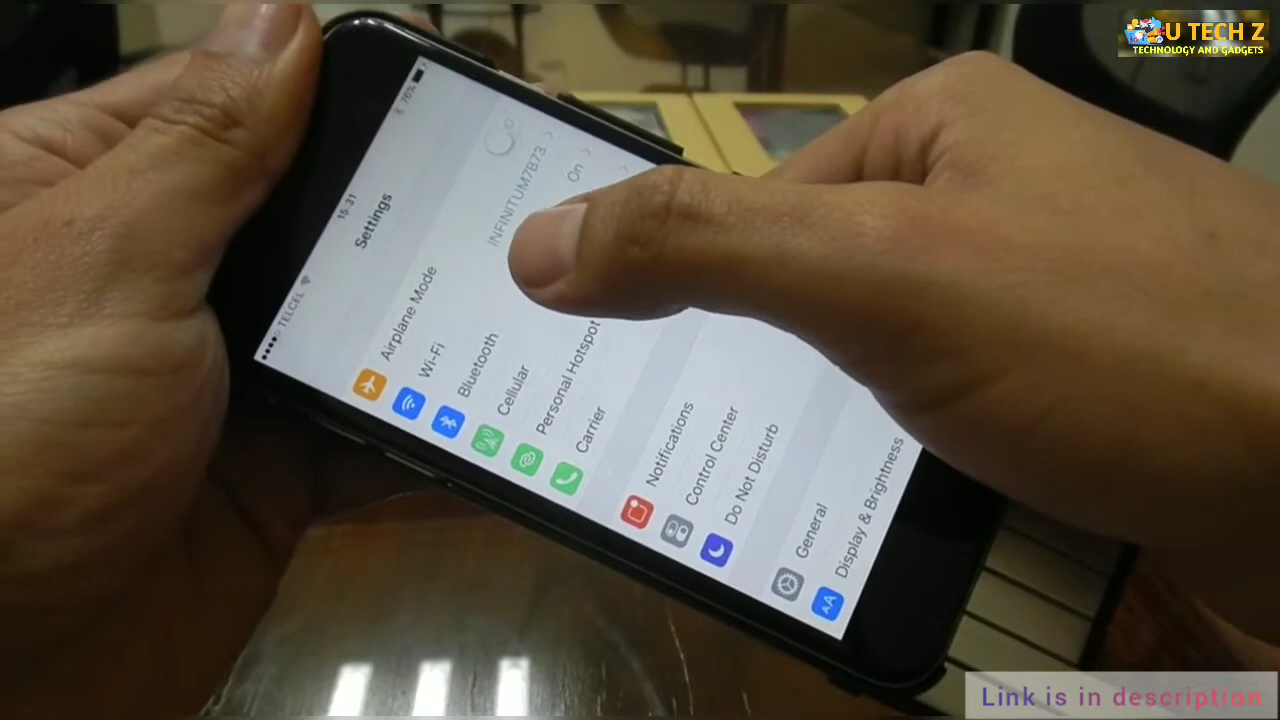 U TECH Z
TECHNOLOGY AND GADGETS
TELCEL
15:31
76%
Settings
Airplane Mode
Wi-Fi
INFINITUM7B73
Bluetooth
On
Cellular
Personal Hotspot
Carrier
Notifications
Control Center
Do Not Disturb
General
AA
Display & Brightness
Link is in description